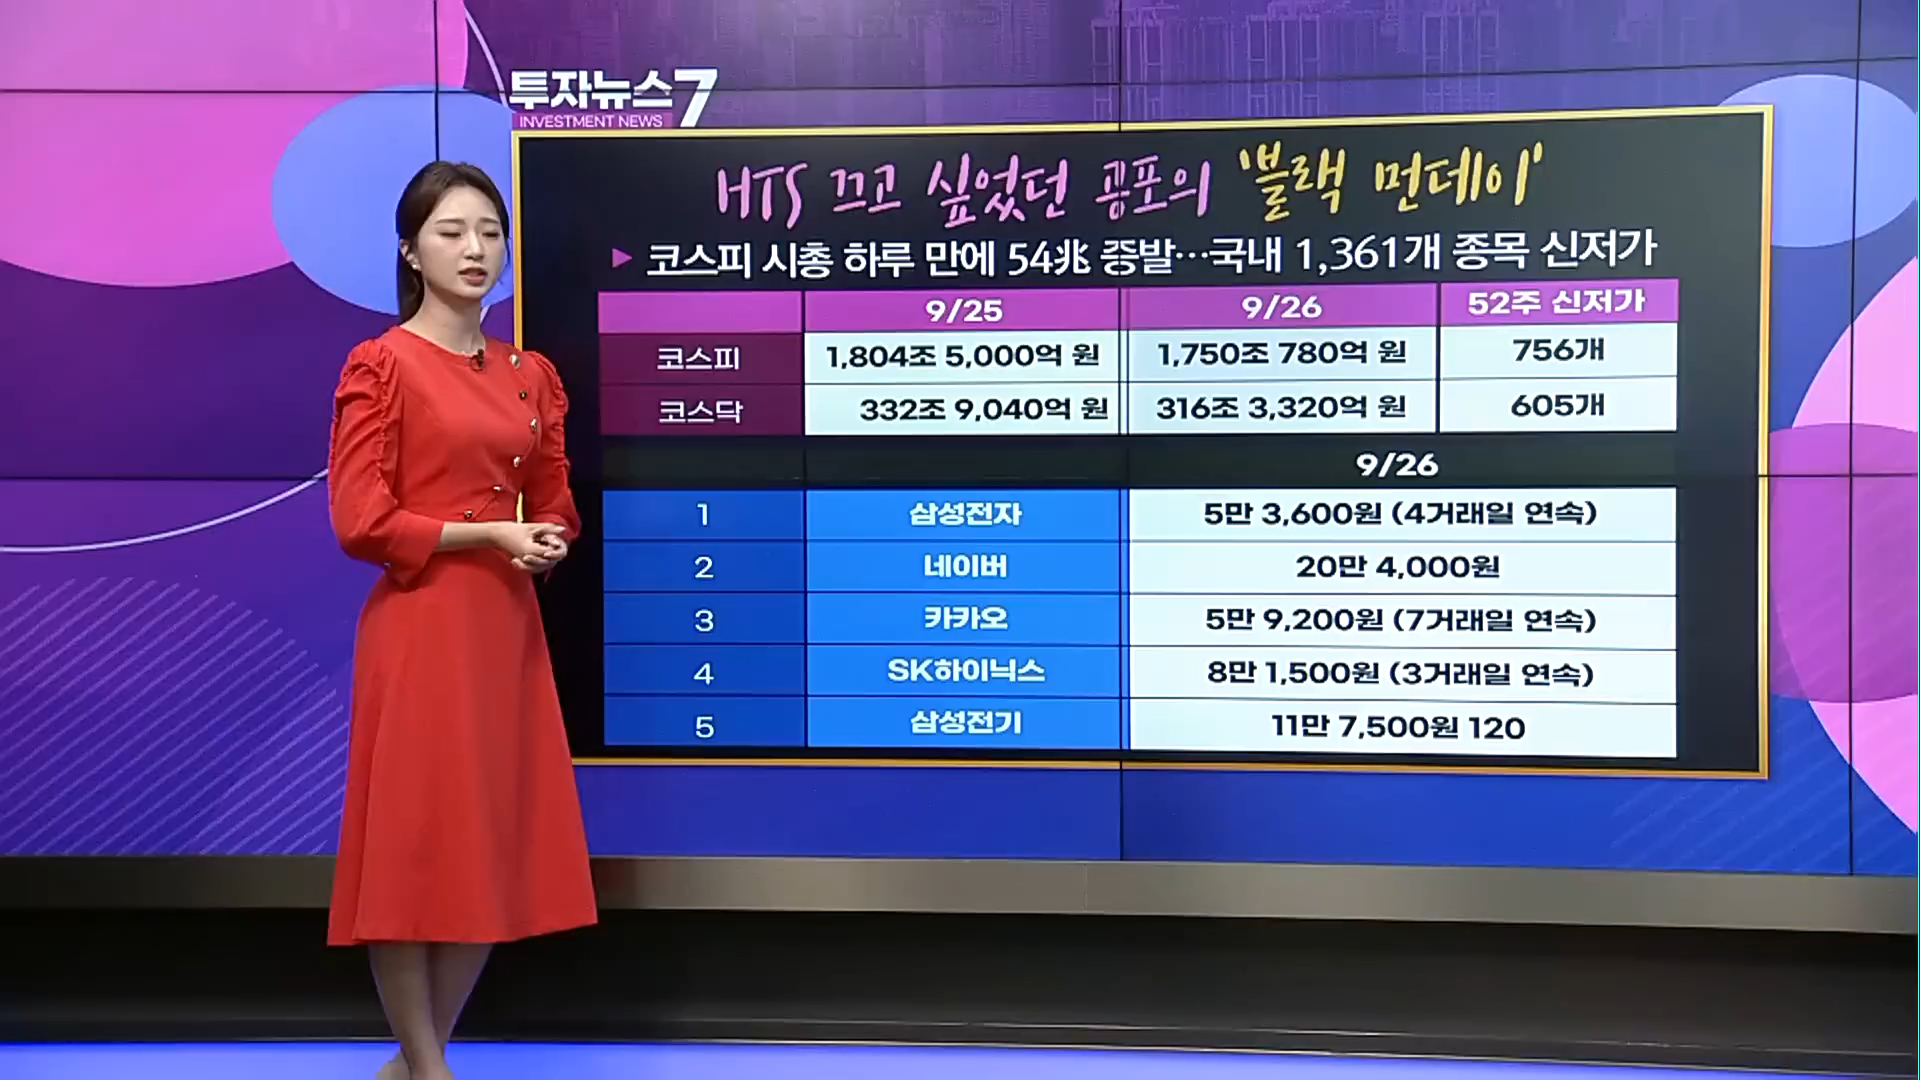 투자뉴스7
INVESTMENT NEWS
HTS 끄고 싶었던 공포의 '블랙 먼데이'
▶ 코스피 시총 하루 만에 54兆 증발…국내 1,361개 종목 신저가
9/25 9/26 52주 신저가
코스피 1,804조 5,000억 원 1,750조 780억 원 756개
코스닥 332조 9,040억 원 316조 3,320억 원 605개
9/26
1 삼성전자 5만 3,600원 (4거래일 연속)
2 네이버 20만 4,000원
3 카카오 5만 9,200원 (7거래일 연속)
4 SK하이닉스 8만 1,500원 (3거래일 연속)
5 삼성전기 11만 7,500원 120